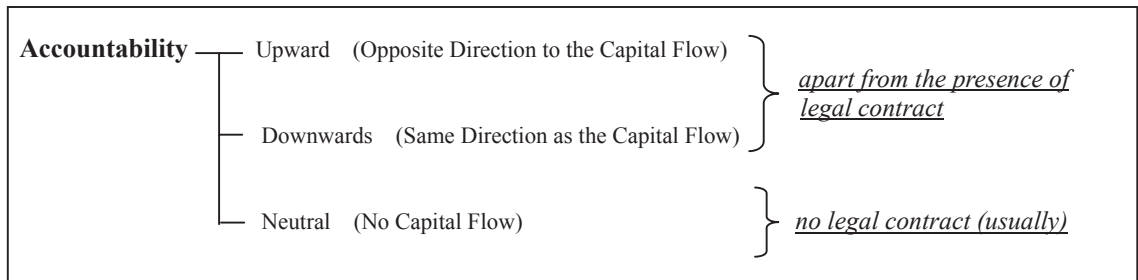 Accountability
Upward (Opposite Direction to the Capital Flow)
apart from the presence of
legal contract
Downwards (Same Direction as the Capital Flow)
Neutral (No Capital Flow)
no legal contract (usually)